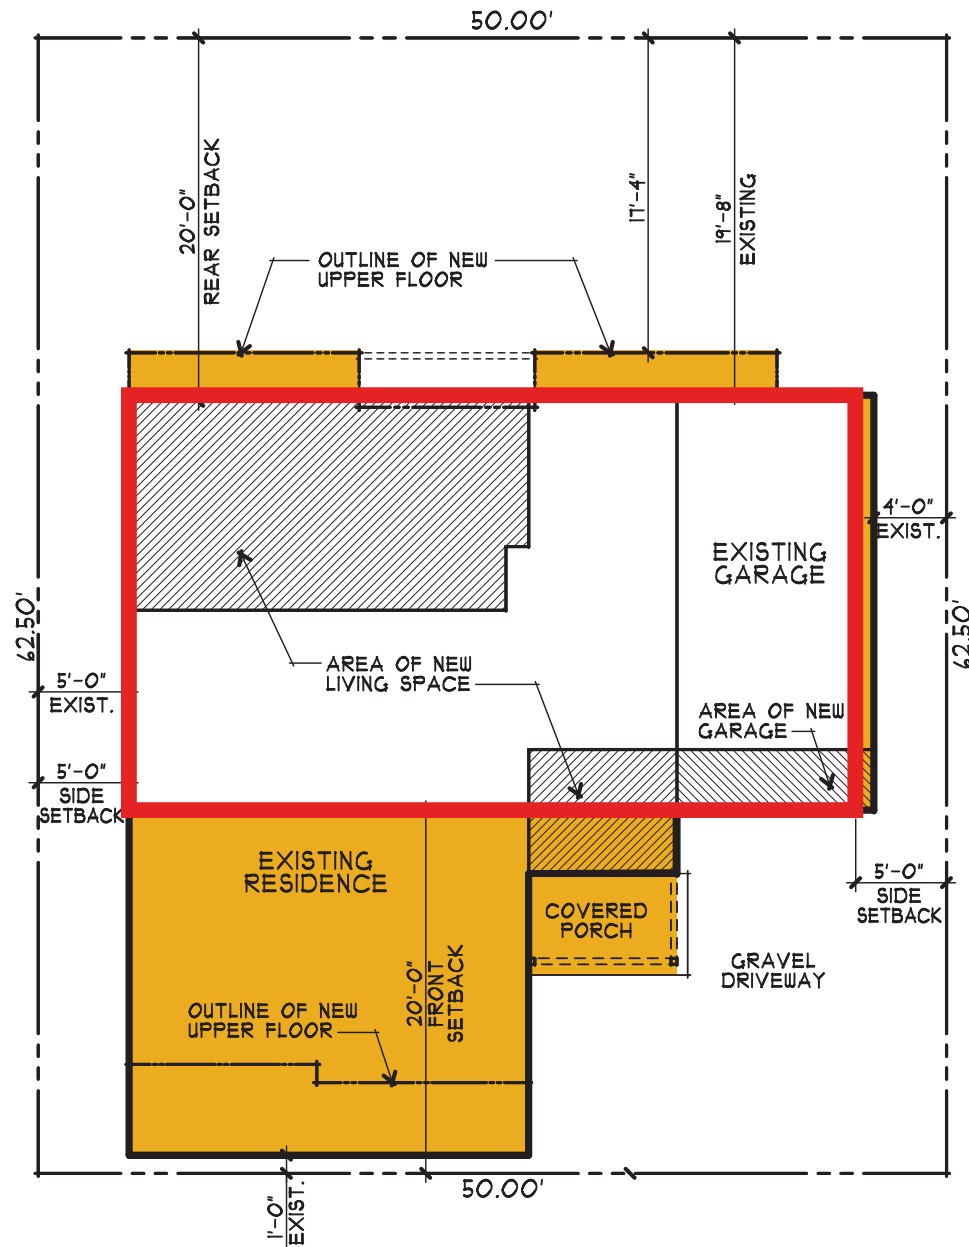 50.00'
20'-0"
REAR SETBACK
17'-4"
19'-8"
EXISTING
OUTLINE OF NEW
UPPER FLOOR
4'-0"
EXIST.
EXISTING
GARAGE
62.50'
62.50'
AREA OF NEW
LIVING SPACE
5'-0"
EXIST.
AREA OF NEW
GARAGE
5'-0"
SIDE
SETBACK
EXISTING
RESIDENCE
5'-0"
SIDE
SETBACK
COVERED
PORCH
GRAVEL
DRIVEWAY
20'-0"
FRONT
SETBACK
OUTLINE OF NEW
UPPER FLOOR
50.00'
1'-0"
EXIST.